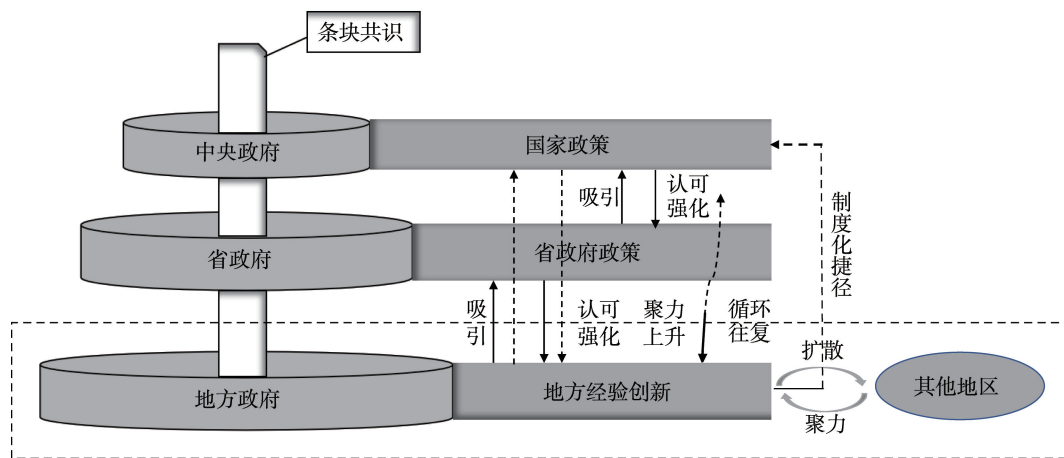 条块共识
中央政府
国家政策
吸引
认可
强化
制度化捷径
省政府
省政府政策
吸引
认可
强化
聚力
上升
循环
往复
扩散
地方政府
地方经验创新
其他地区
聚力